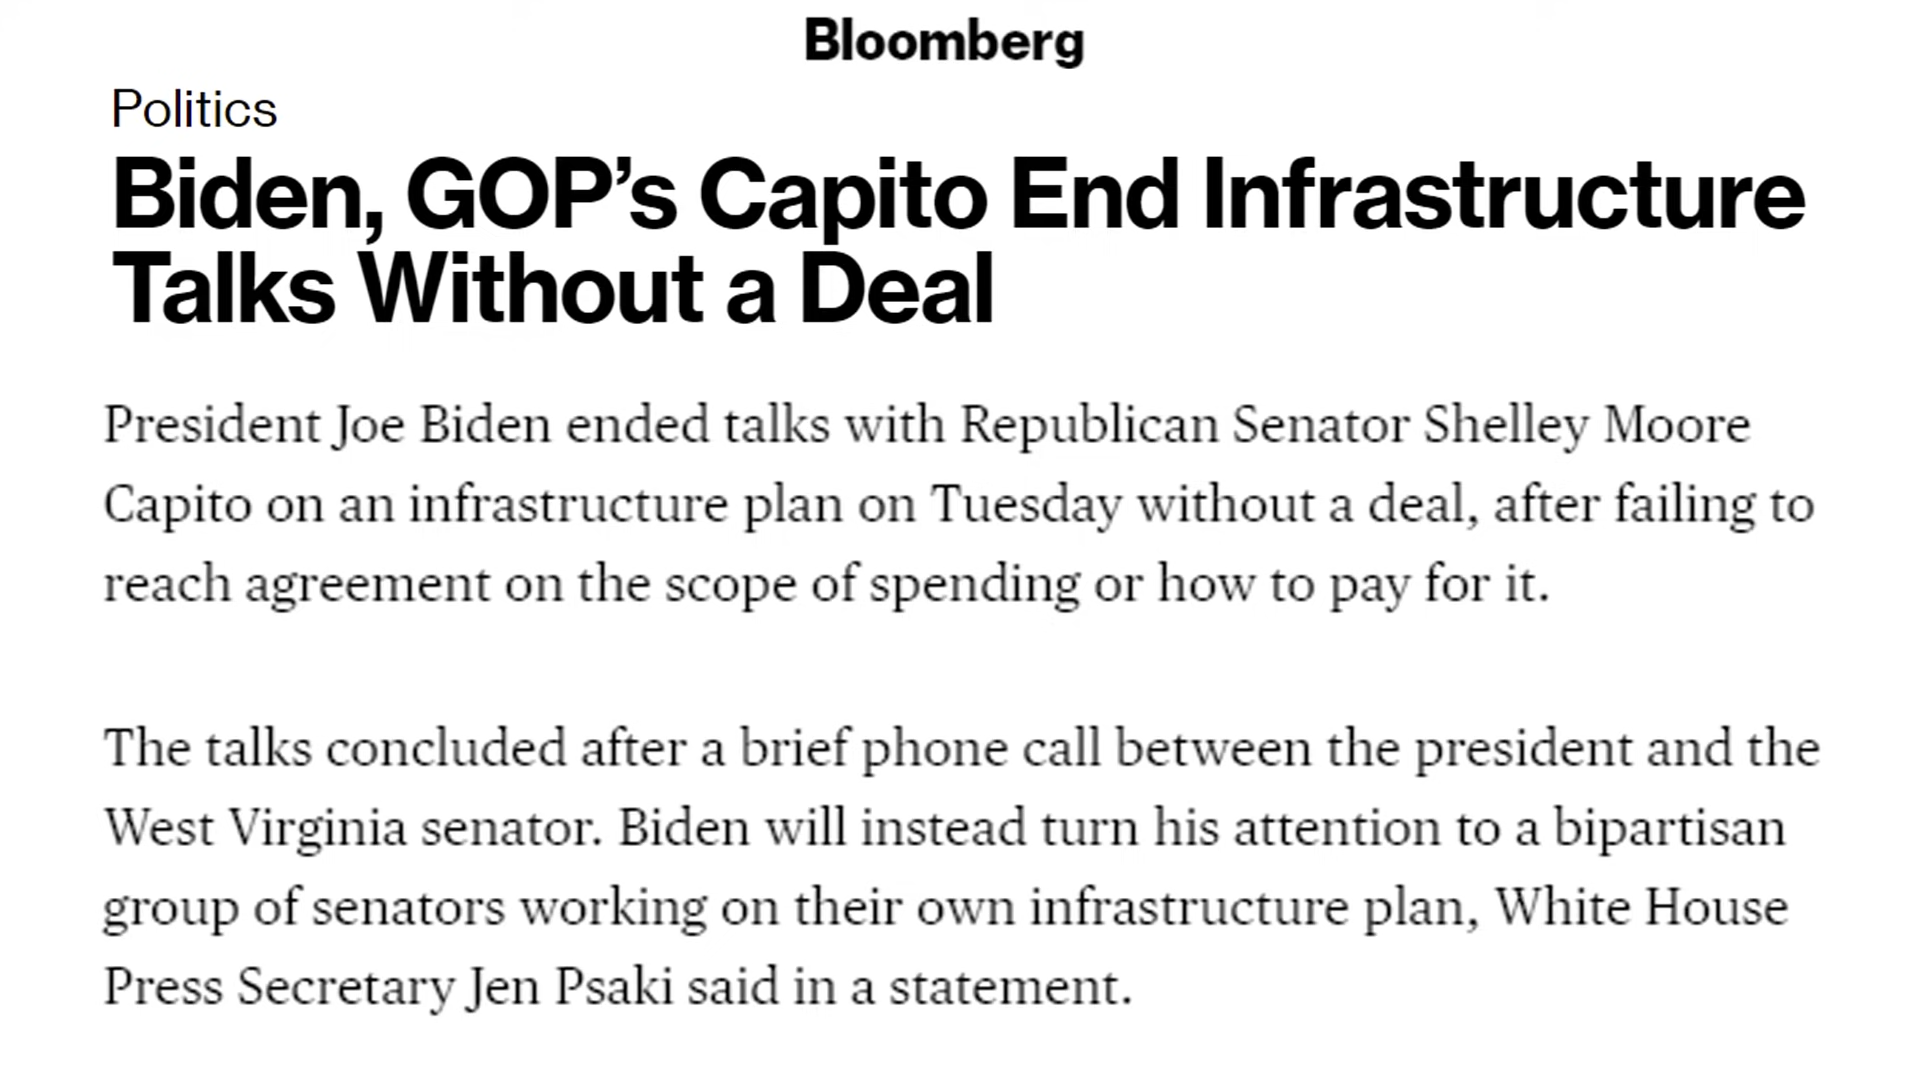 Bloomberg
Politics
Biden, GOP’s Capito End Infrastructure
Talks Without a Deal
President Joe Biden ended talks with Republican Senator Shelley Moore
Capito on an infrastructure plan on Tuesday without a deal, after failing to
reach agreement on the scope of spending or how to pay for it.
The talks concluded after a brief phone call between the president and the
West Virginia senator. Biden will instead turn his attention to a bipartisan
group of senators working on their own infrastructure plan, White House
Press Secretary Jen Psaki said in a statement.